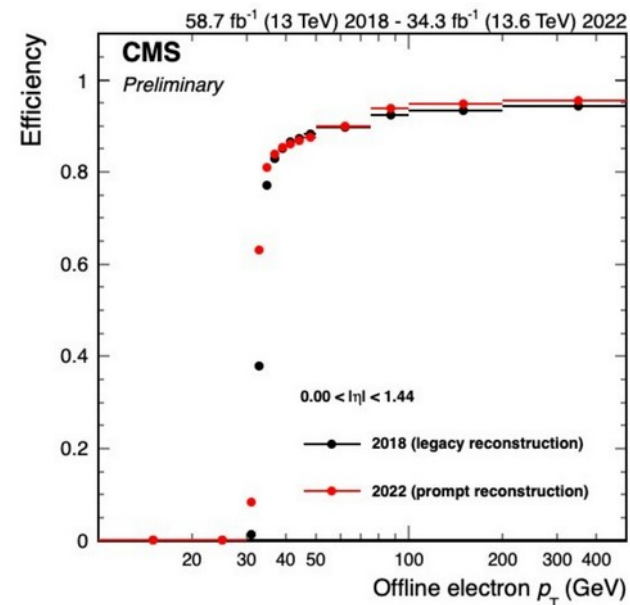 58.7 fb⁻¹ (13 TeV) 2018 - 34.3 fb⁻¹ (13.6 TeV) 2022
CMS
Preliminary
Efficiency
1
0.8
0.6
0.4
0.2
0
0.00 < |η| < 1.44
2018 (legacy reconstruction)
2022 (prompt reconstruction)
20 30 40 50 100 200 300 400
Offline electron p_T (GeV)